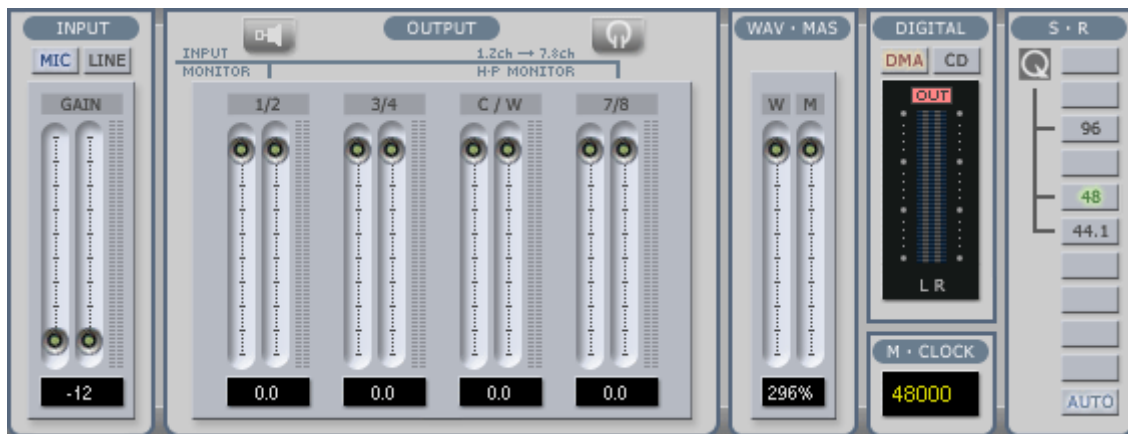 INPUT
MIC LINE
GAIN
-12
OUTPUT
INPUT
MONITOR
1.2ch → 7.8ch
H·P MONITOR
1/2 3/4 C / W 7/8
0.0 0.0 0.0 0.0
WAV · MAS
W M
296%
DIGITAL
DMA CD
OUT
L R
M · CLOCK
48000
S · R
Q
96
48
44.1
AUTO